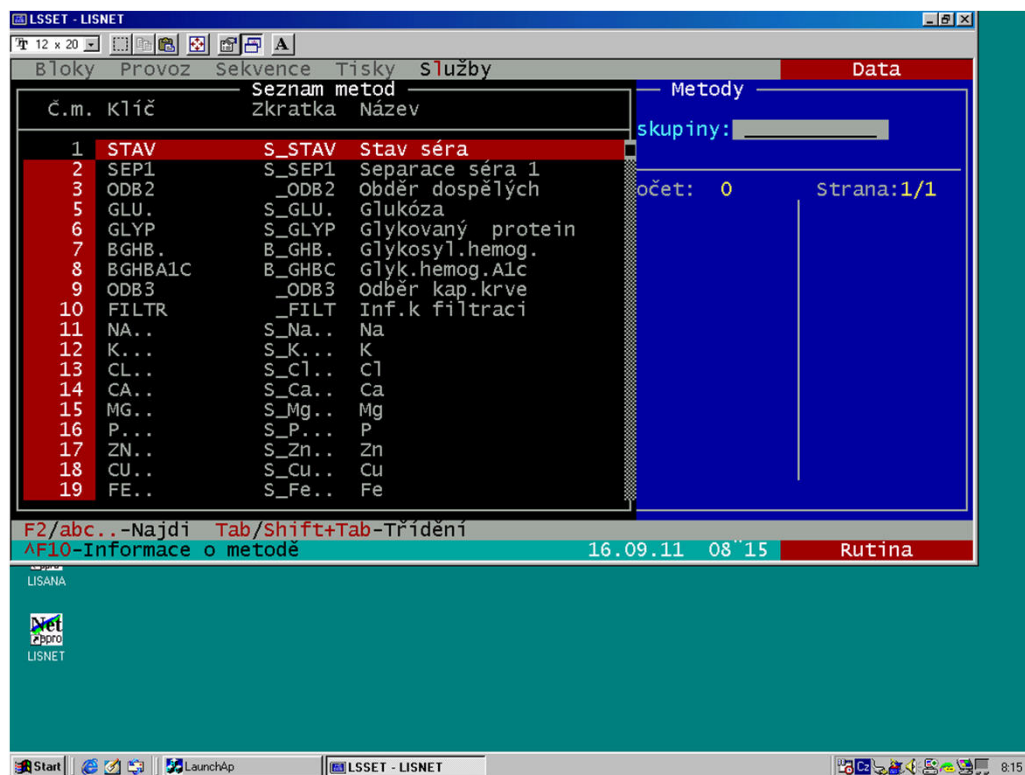 LSSET - LISNET
12 x 20
Bloky Provoz Sekvence Tisky Služby Data
Seznam metod Metody
Č.m. Klíč Zkratka Název
skupiny:
1 STAV S_STAV Stav séra
2 SEP1 S_SEP1 Separace séra 1
3 ODB2 _ODB2 Obděr dospělých
očet: 0 Strana:1/1
5 GLU. S_GLU. Glukóza
6 GLYP S_GLYP Glykovaný protein
7 BGHB. B_GHB. Glykosyl.hemog.
8 BGHBA1C B_GHBC Glyk.hemog.A1c
9 ODB3 _ODB3 Odběr kap.krve
10 FILTR _FILT Inf.k filtraci
11 NA.. S_Na.. Na
12 K... S_K... K
13 CL.. S_Cl.. Cl
14 CA.. S_Ca.. Ca
15 MG.. S_Mg.. Mg
16 P... S_P... P
17 ZN.. S_Zn.. Zn
18 CU.. S_Cu.. Cu
19 FE.. S_Fe.. Fe
F2/abc..-Najdi Tab/Shift+Tab-Třídění
^F10-Informace o metodě 16.09.11 08¨15 Rutina
LISANA
Net
appro
LISNET
Start LaunchAp LSSET - LISNET Cz 8:15